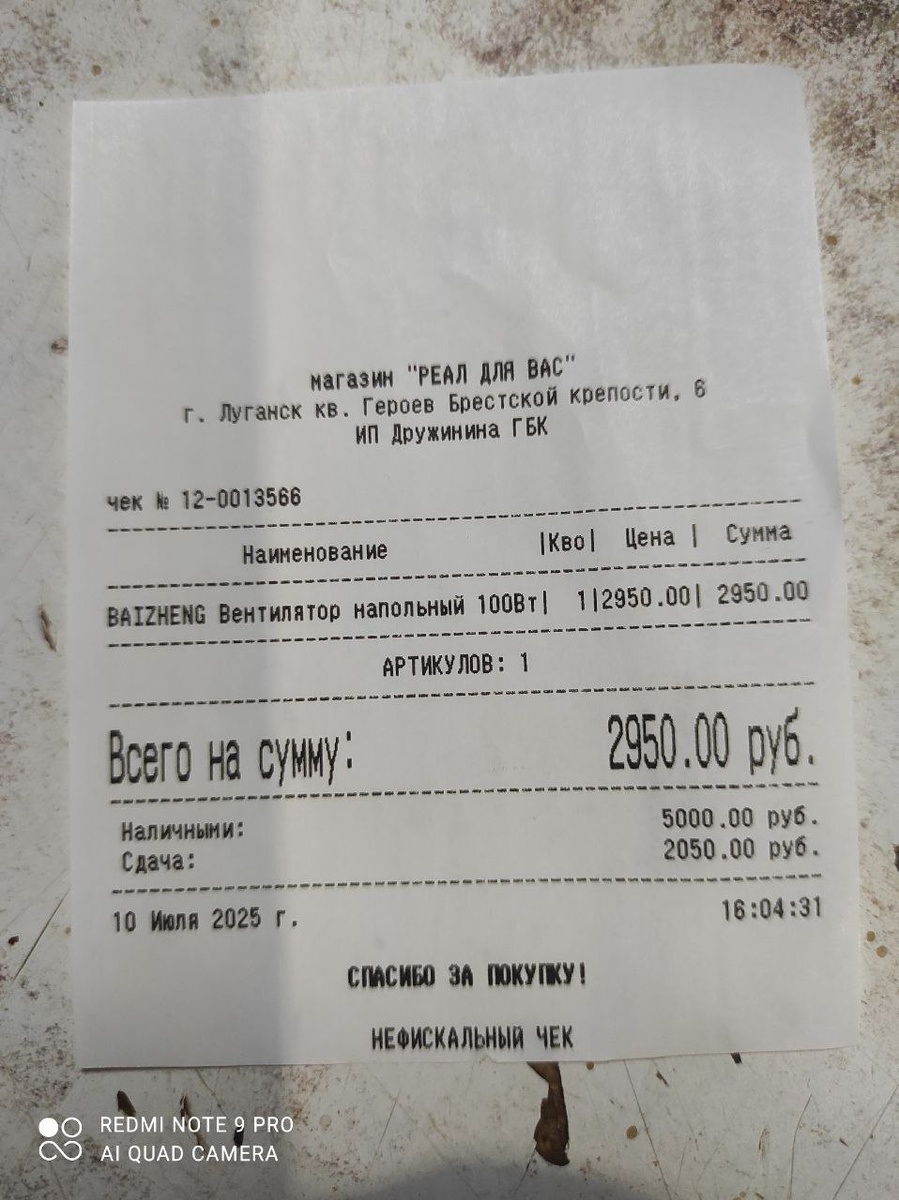 магазин "РЕАЛ ДЛЯ ВАС"
г. Луганск кв. Героев Брестской крепости, 6
ИП Дружинина ГБК
чек № 12-0013566
Наименование |Кво| Цена | Сумма
BAIZHENG Вентилятор напольный 100Вт| 1|2950.00| 2950.00
АРТИКУЛОВ: 1
Всего на сумму: 2950.00 руб.
Наличными: 5000.00 руб.
Сдача: 2050.00 руб.
10 Июля 2025 г. 16:04:31
СПАСИБО ЗА ПОКУПКУ!
НЕФИСКАЛЬНЫЙ ЧЕК
REDMI NOTE 9 PRO
AI QUAD CAMERA